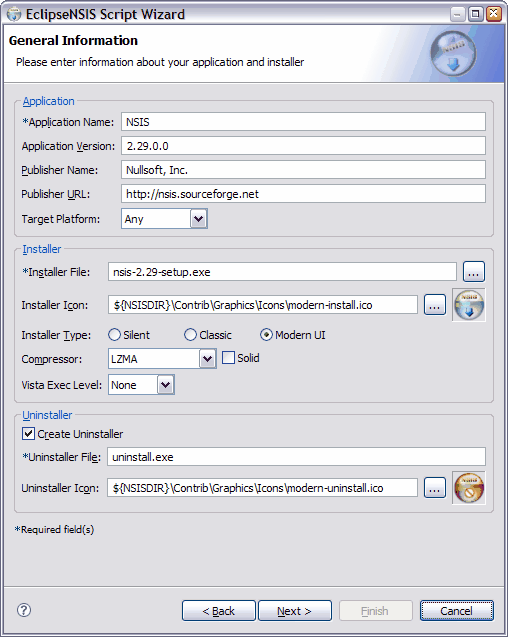 EclipseNSIS Script Wizard
General Information
Please enter information about your application and installer
Application
*Application Name: NSIS
Application Version: 2.29.0.0
Publisher Name: Nullsoft, Inc.
Publisher URL: http://nsis.sourceforge.net
Target Platform: Any
Installer
*Installer File: nsis-2.29-setup.exe ...
Installer Icon: ${NSISDIR}\Contrib\Graphics\Icons\modern-install.ico ...
Installer Type: Silent Classic Modern UI
Compressor: LZMA Solid
Vista Exec Level: None
Uninstaller
Create Uninstaller
*Uninstaller File: uninstall.exe
Uninstaller Icon: ${NSISDIR}\Contrib\Graphics\Icons\modern-uninstall.ico ...
*Required field(s)
? < Back Next > Finish Cancel